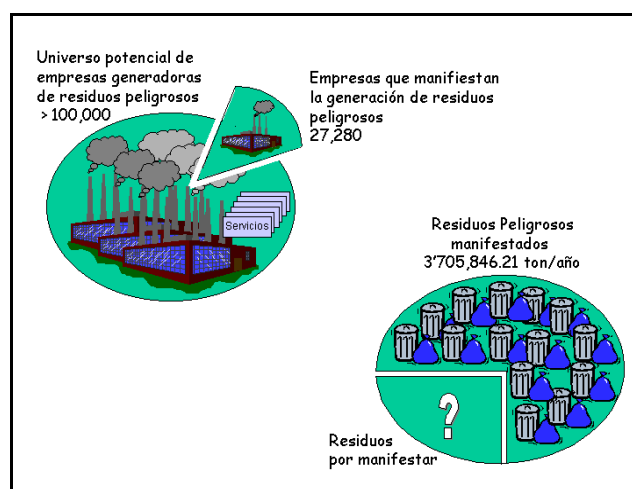 Universo potencial de
empresas generadoras
de residuos peligrosos
> 100,000
Empresas que manifiestan
la generación de residuos
peligrosos
27,280
Servicios
Residuos Peligrosos
manifestados
3'705,846.21 ton/año
?
Residuos
por manifestar